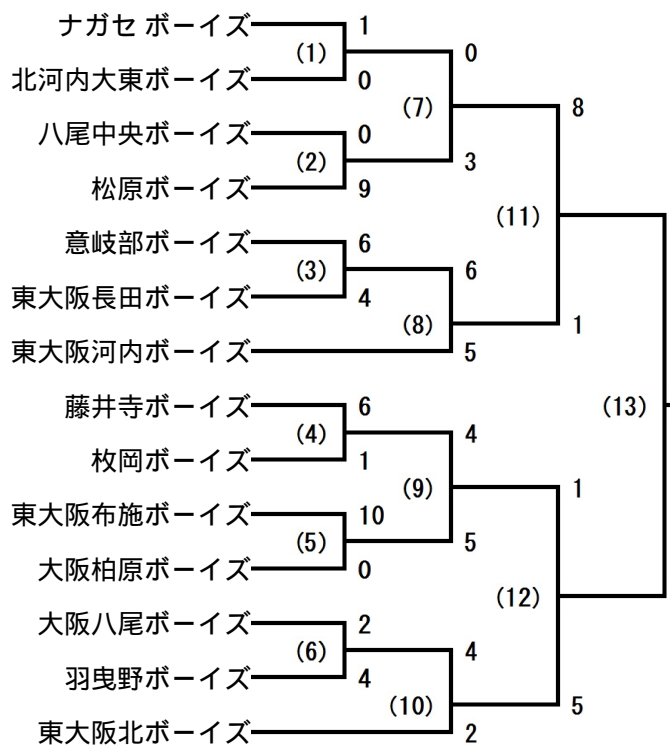 ナガセ ボーイズ 1
(1) 0
北河内大東ボーイズ 0
(7) 8
八尾中央ボーイズ 0
(2) 3
松原ボーイズ 9
(11)
意岐部ボーイズ 6
(3) 6
東大阪長田ボーイズ 4
(8) 1
東大阪河内ボーイズ 5
藤井寺ボーイズ 6
(13)
(4) 4
枚岡ボーイズ 1
(9) 1
東大阪布施ボーイズ 10
(5) 5
大阪柏原ボーイズ 0
(12)
大阪八尾ボーイズ 2
(6) 4
羽曳野ボーイズ 4
(10) 5
東大阪北ボーイズ 2